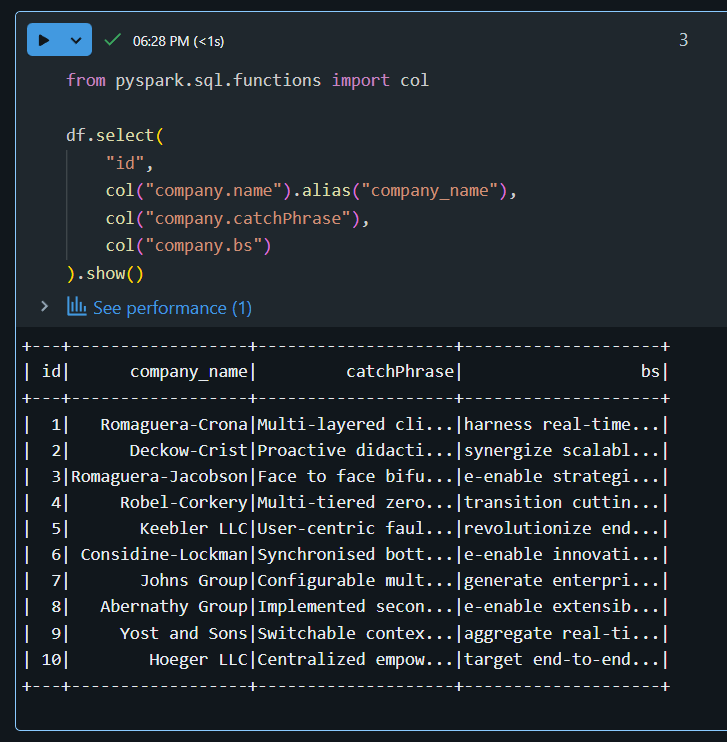 06:28 PM (<1s)
3
from pyspark.sql.functions import col
df.select(
    "id",
    col("company.name").alias("company_name"),
    col("company.catchPhrase"),
    col("company.bs")
).show()
See performance (1)
+---+------------------+--------------------+--------------------+
| id|      company_name|         catchPhrase|                  bs|
+---+------------------+--------------------+--------------------+
|  1|   Romaguera-Crona|Multi-layered cli...|harness real-time...|
|  2|      Deckow-Crist|Proactive didacti...|synergize scalabl...|
|  3|Romaguera-Jacobson|Face to face bifu...|e-enable strategi...|
|  4|     Robel-Corkery|Multi-tiered zero...|transition cuttin...|
|  5|       Keebler LLC|User-centric faul...|revolutionize end...|
|  6| Considine-Lockman|Synchronised bott...|e-enable innovati...|
|  7|       Johns Group|Configurable mult...|generate enterpri...|
|  8|   Abernathy Group|Implemented secon...|e-enable extensib...|
|  9|     Yost and Sons|Switchable contex...|aggregate real-ti...|
| 10|        Hoeger LLC|Centralized empow...|target end-to-end...|
+---+------------------+--------------------+--------------------+